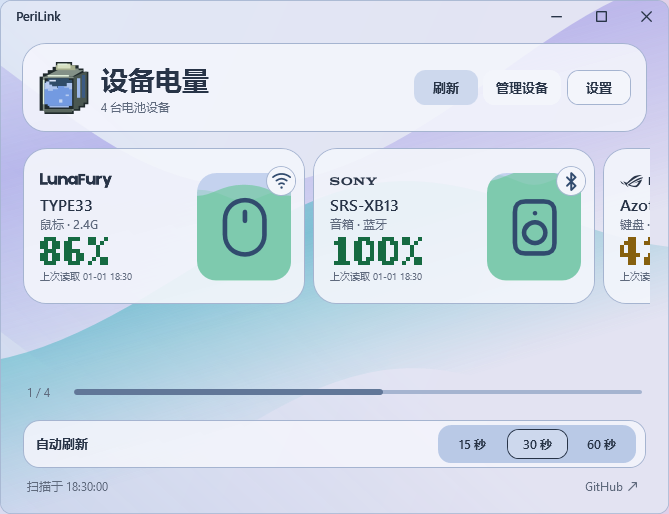 PeriLink
设备电量
4 台电池设备
刷新
管理设备
设置
LunaFury
TYPE33
鼠标 · 2.4G
86%
上次读取 01-01 18:30
SONY
SRS-XB13
音箱 · 蓝牙
100%
上次读取 01-01 18:30
键盘 ·
上次读
1 / 4
自动刷新
15 秒
30 秒
60 秒
扫描于 18:30:00
GitHub ↗